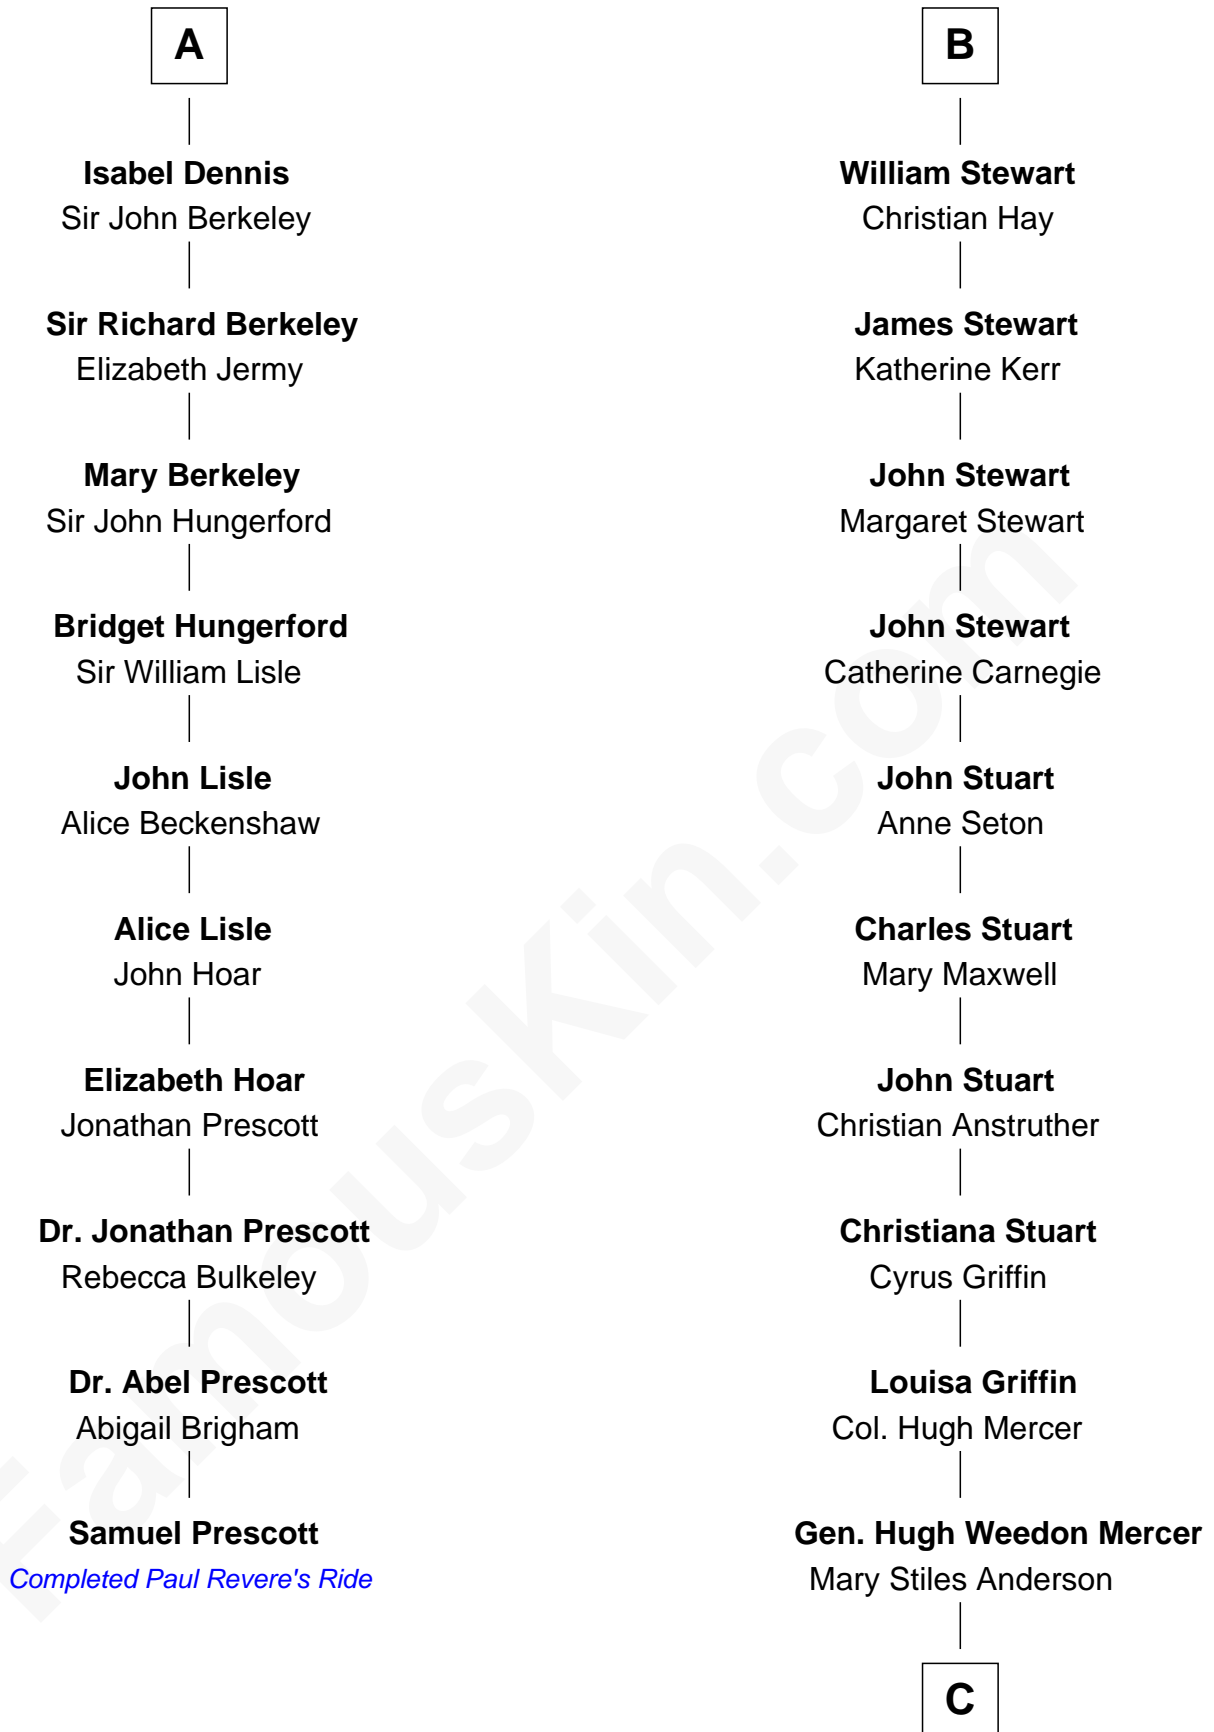 A
Isabel Dennis
Sir John Berkeley
Sir Richard Berkeley
Elizabeth Jermy
Mary Berkeley
Sir John Hungerford
Bridget Hungerford
Sir William Lisle
John Lisle
Alice Beckenshaw
Alice Lisle
John Hoar
Elizabeth Hoar
Jonathan Prescott
Dr. Jonathan Prescott
Rebecca Bulkeley
Dr. Abel Prescott
Abigail Brigham
Samuel Prescott
Completed Paul Revere's Ride
B
William Stewart
Christian Hay
James Stewart
Katherine Kerr
John Stewart
Margaret Stewart
John Stewart
Catherine Carnegie
John Stuart
Anne Seton
Charles Stuart
Mary Maxwell
John Stuart
Christian Anstruther
Christiana Stuart
Cyrus Griffin
Louisa Griffin
Col. Hugh Mercer
Gen. Hugh Weedon Mercer
Mary Stiles Anderson
C
FamousKin.com